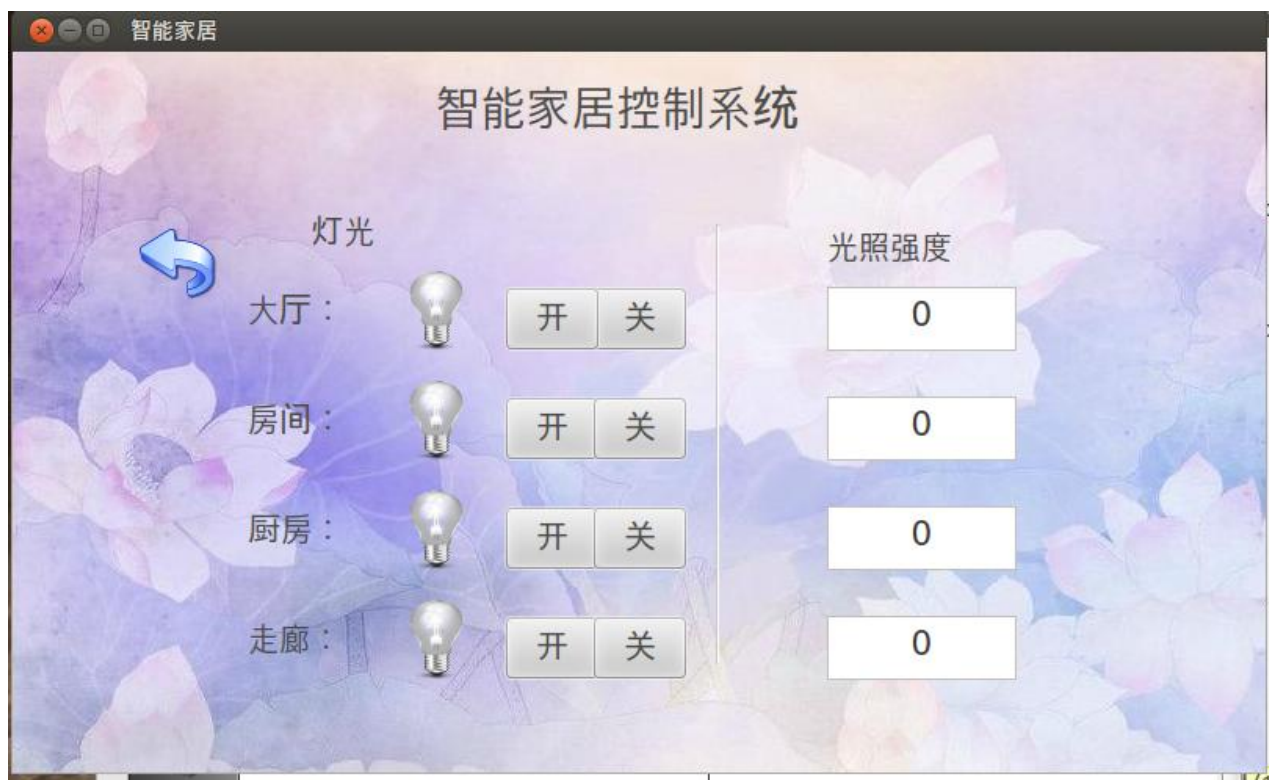 智能家居
智能家居控制系统
灯光
光照强度
大厅： 开 关 0
房间： 开 关 0
厨房： 开 关 0
走廊： 开 关 0